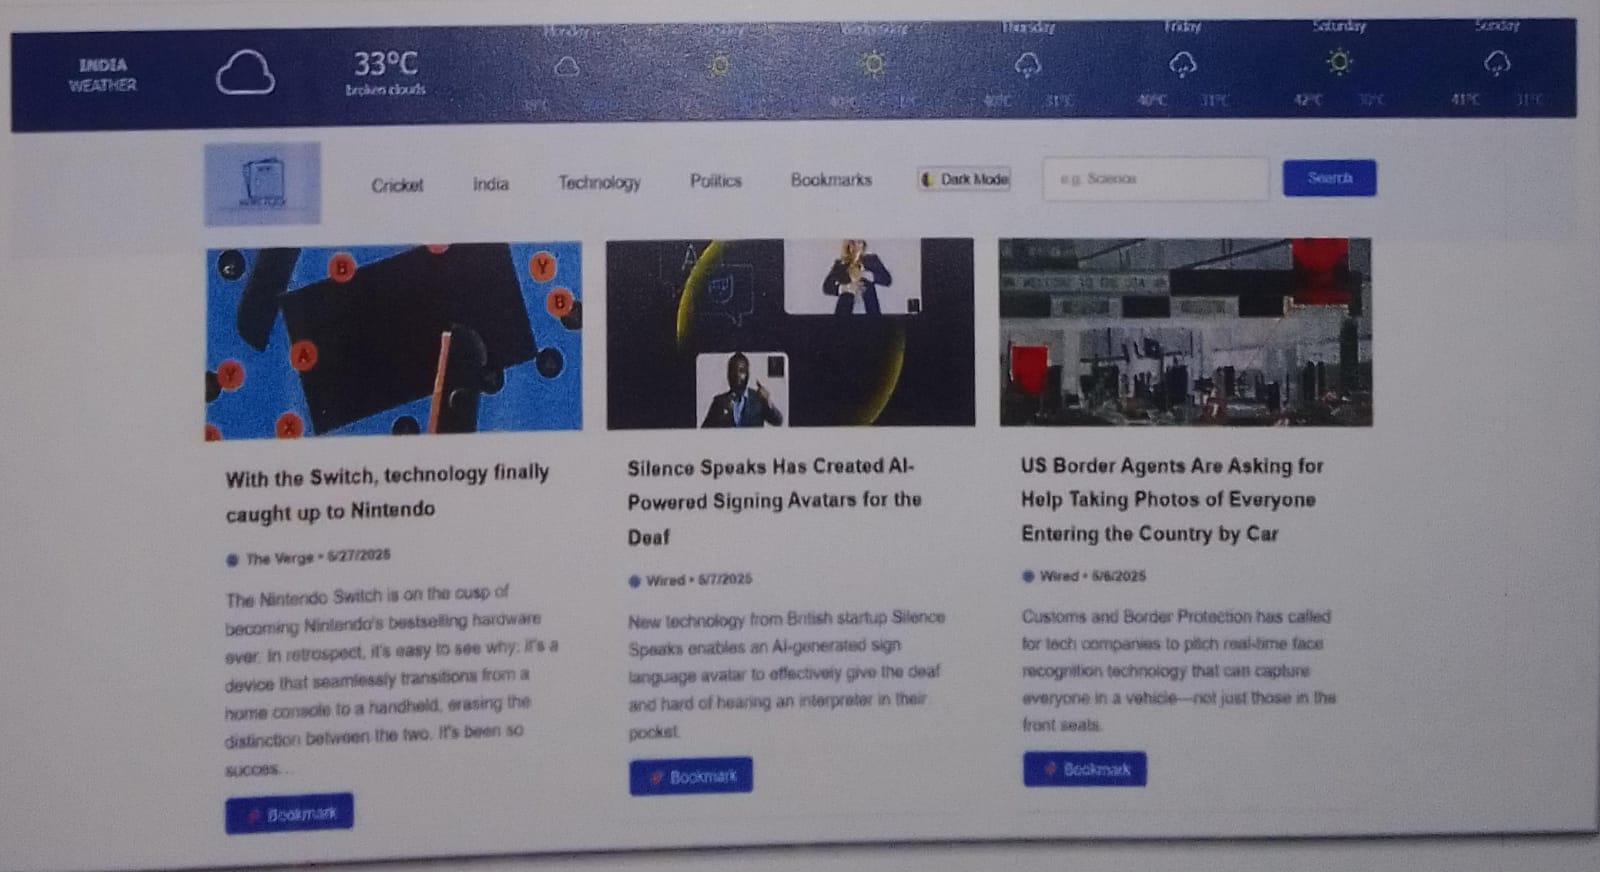 Monday
Thursday
Friday
Saturday
Sunday
INDIA
WEATHER
33°C
broken clouds
40°C 31°C
40°C 31°C
42°C 30°C
41°C 31°C
Cricket
India
Technology
Politics
Bookmarks
Dark Mode
e.g. Science
Search
B
Y
B
A
Y
X
A
With the Switch, technology finally
caught up to Nintendo
The Verge • 5/27/2025
The Nintendo Switch is on the cusp of
becoming Nintendo's bestselling hardware
ever. In retrospect, it's easy to see why: it's a
device that seamlessly transitions from a
home console to a handheld, erasing the
distinction between the two. It's been so
succes...
Bookmark
Silence Speaks Has Created AI-
Powered Signing Avatars for the
Deaf
Wired • 5/7/2025
New technology from British startup Silence
Speaks enables an AI-generated sign
language avatar to effectively give the deaf
and hard of hearing an interpreter in their
pocket.
Bookmark
US Border Agents Are Asking for
Help Taking Photos of Everyone
Entering the Country by Car
Wired • 5/6/2025
Customs and Border Protection has called
for tech companies to pitch real-time face
recognition technology that can capture
everyone in a vehicle—not just those in the
front seats.
Bookmark